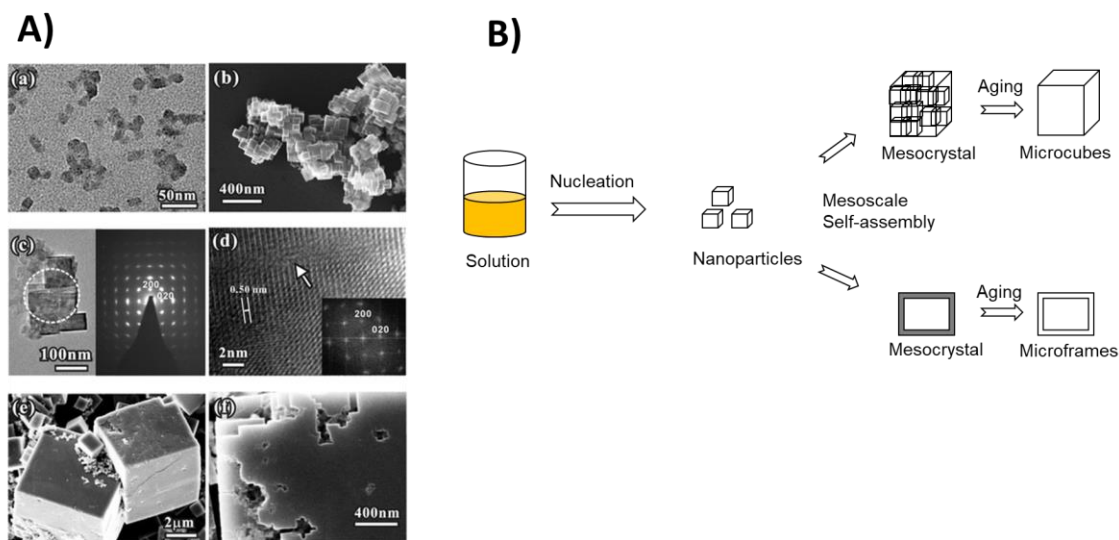 A)
(a)
50nm
(b)
400nm
(c)
100nm
200
020
(d)
0.50 nm
2nm
200
020
(e)
2μm
(f)
400nm
B)
Solution
Nucleation
Nanoparticles
Mesoscale
Self-assembly
Mesocrystal
Aging
Microcubes
Mesocrystal
Aging
Microframes